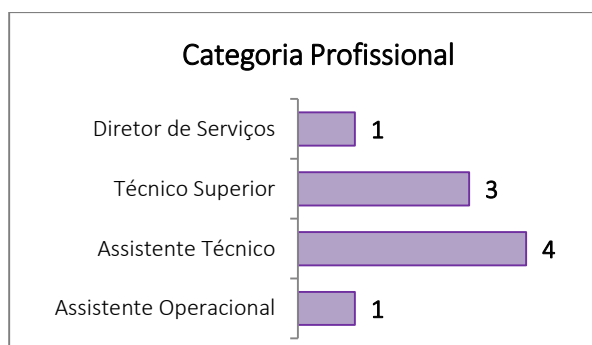 Categoria Profissional
Diretor de Serviços 1
Técnico Superior 3
Assistente Técnico 4
Assistente Operacional 1